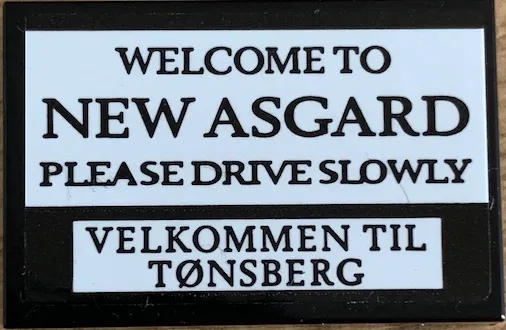 WELCOME TO
NEW ASGARD
PLEASE DRIVE SLOWLY
VELKOMMEN TIL
TØNSBERG